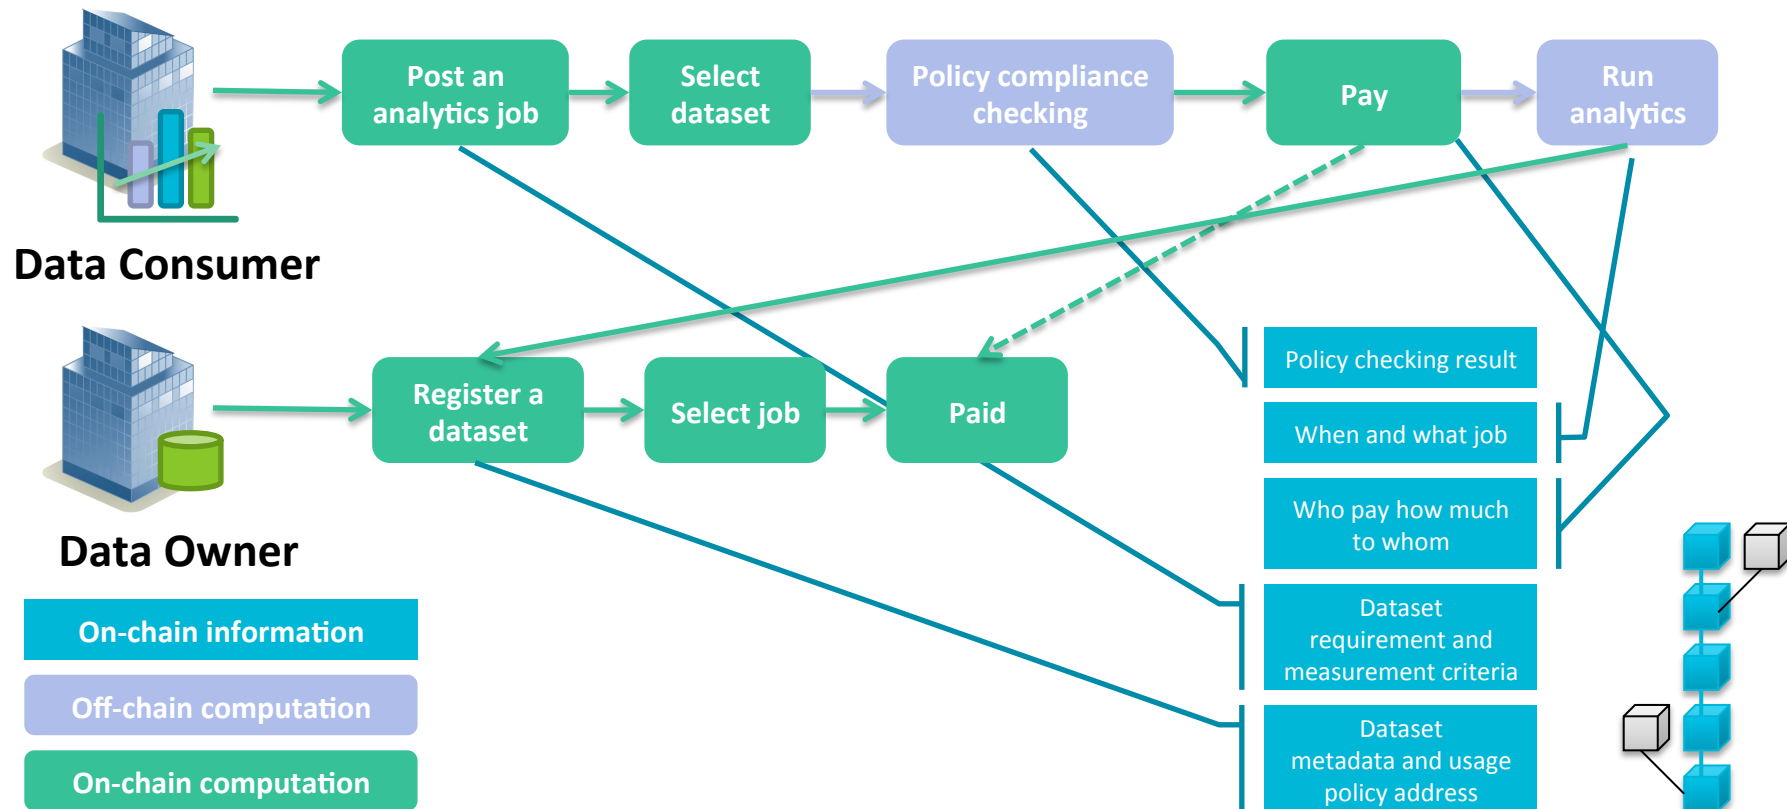 Post an
analytics job
Select
dataset
Policy compliance
checking
Pay
Run
analytics
Data Consumer
Register a
dataset
Select job
Paid
Data Owner
Policy checking result
When and what job
Who pay how much
to whom
Dataset
requirement and
measurement criteria
Dataset
metadata and usage
policy address
On-chain information
Off-chain computation
On-chain computation